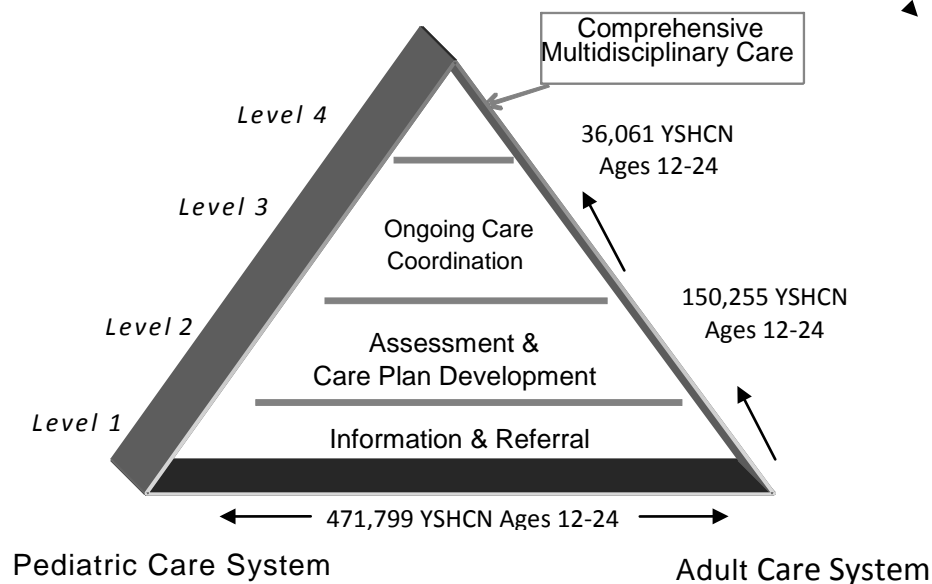 Comprehensive
Multidisciplinary Care
Level 4
36,061 YSHCN
Ages 12-24
Level 3
Ongoing Care
Coordination
150,255 YSHCN
Ages 12-24
Level 2
Assessment &
Care Plan Development
Level 1
Information & Referral
471,799 YSHCN Ages 12-24
Pediatric Care System
Adult Care System